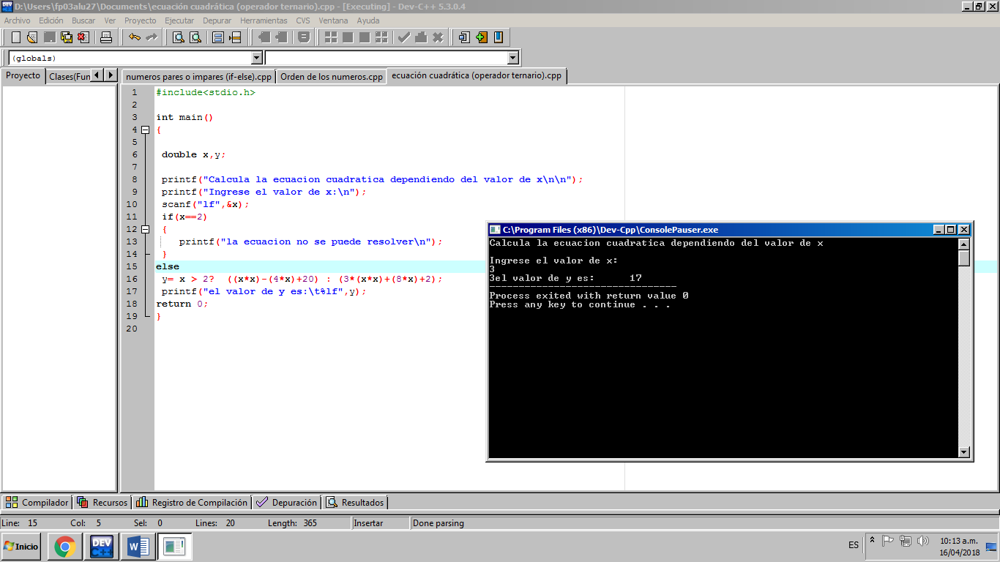 D:\Users\fp03alu27\Documents\ecuación cuadrática (operador ternario).cpp - [Executing] - Dev-C++ 5.3.0.4
Archivo Edición Buscar Ver Proyecto Ejecutar Depurar Herramientas CVS Ventana Ayuda
(globals)
Proyecto Clases(Fun
numeros pares o impares (if-else).cpp Orden de los numeros.cpp ecuación cuadrática (operador ternario).cpp
1 #include<stdio.h>
2
3 int main()
4 {
5
6 double x,y;
7
8 printf("Calcula la ecuacion cuadratica dependiendo del valor de x\n\n");
9 printf("Ingrese el valor de x:\n");
10 scanf("lf",&x);
11 if(x==2)
12 {
13 printf("la ecuacion no se puede resolver\n");
14 }
15 else
16 y= x > 2? ((x*x)-(4*x)+20) : (3*(x*x)+(8*x)+2);
17 printf("el valor de y es:\t%lf",y);
18 return 0;
19 }
20
C:\Program Files (x86)\Dev-Cpp\ConsolePauser.exe
Calcula la ecuacion cuadratica dependiendo del valor de x
Ingrese el valor de x:
3
3el valor de y es: 17
--------------------------------
Process exited with return value 0
Press any key to continue . . .
Compilador Recursos Registro de Compilación Depuración Resultados
Line: 15 Col: 5 Sel: 0 Lines: 20 Length: 365 Insertar Done parsing
Inicio
DEV C++
W
ES
10:13 a.m.
16/04/2018